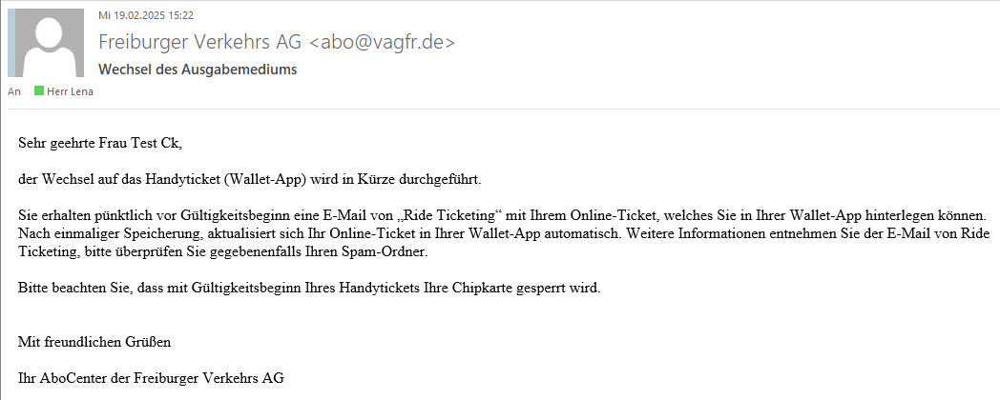 Mi 19.02.2025 15:22
Freiburger Verkehrs AG <abo@vagfr.de>
Wechsel des Ausgabemediums
An Herr Lena
Sehr geehrte Frau Test Ck,
der Wechsel auf das Handyticket (Wallet-App) wird in Kürze durchgeführt.
Sie erhalten pünktlich vor Gültigkeitsbeginn eine E-Mail von „Ride Ticketing“ mit Ihrem Online-Ticket, welches Sie in Ihrer Wallet-App hinterlegen können.
Nach einmaliger Speicherung, aktualisiert sich Ihr Online-Ticket in Ihrer Wallet-App automatisch. Weitere Informationen entnehmen Sie der E-Mail von Ride
Ticketing, bitte überprüfen Sie gegebenenfalls Ihren Spam-Ordner.
Bitte beachten Sie, dass mit Gültigkeitsbeginn Ihres Handytickets Ihre Chipkarte gesperrt wird.
Mit freundlichen Grüßen
Ihr AboCenter der Freiburger Verkehrs AG